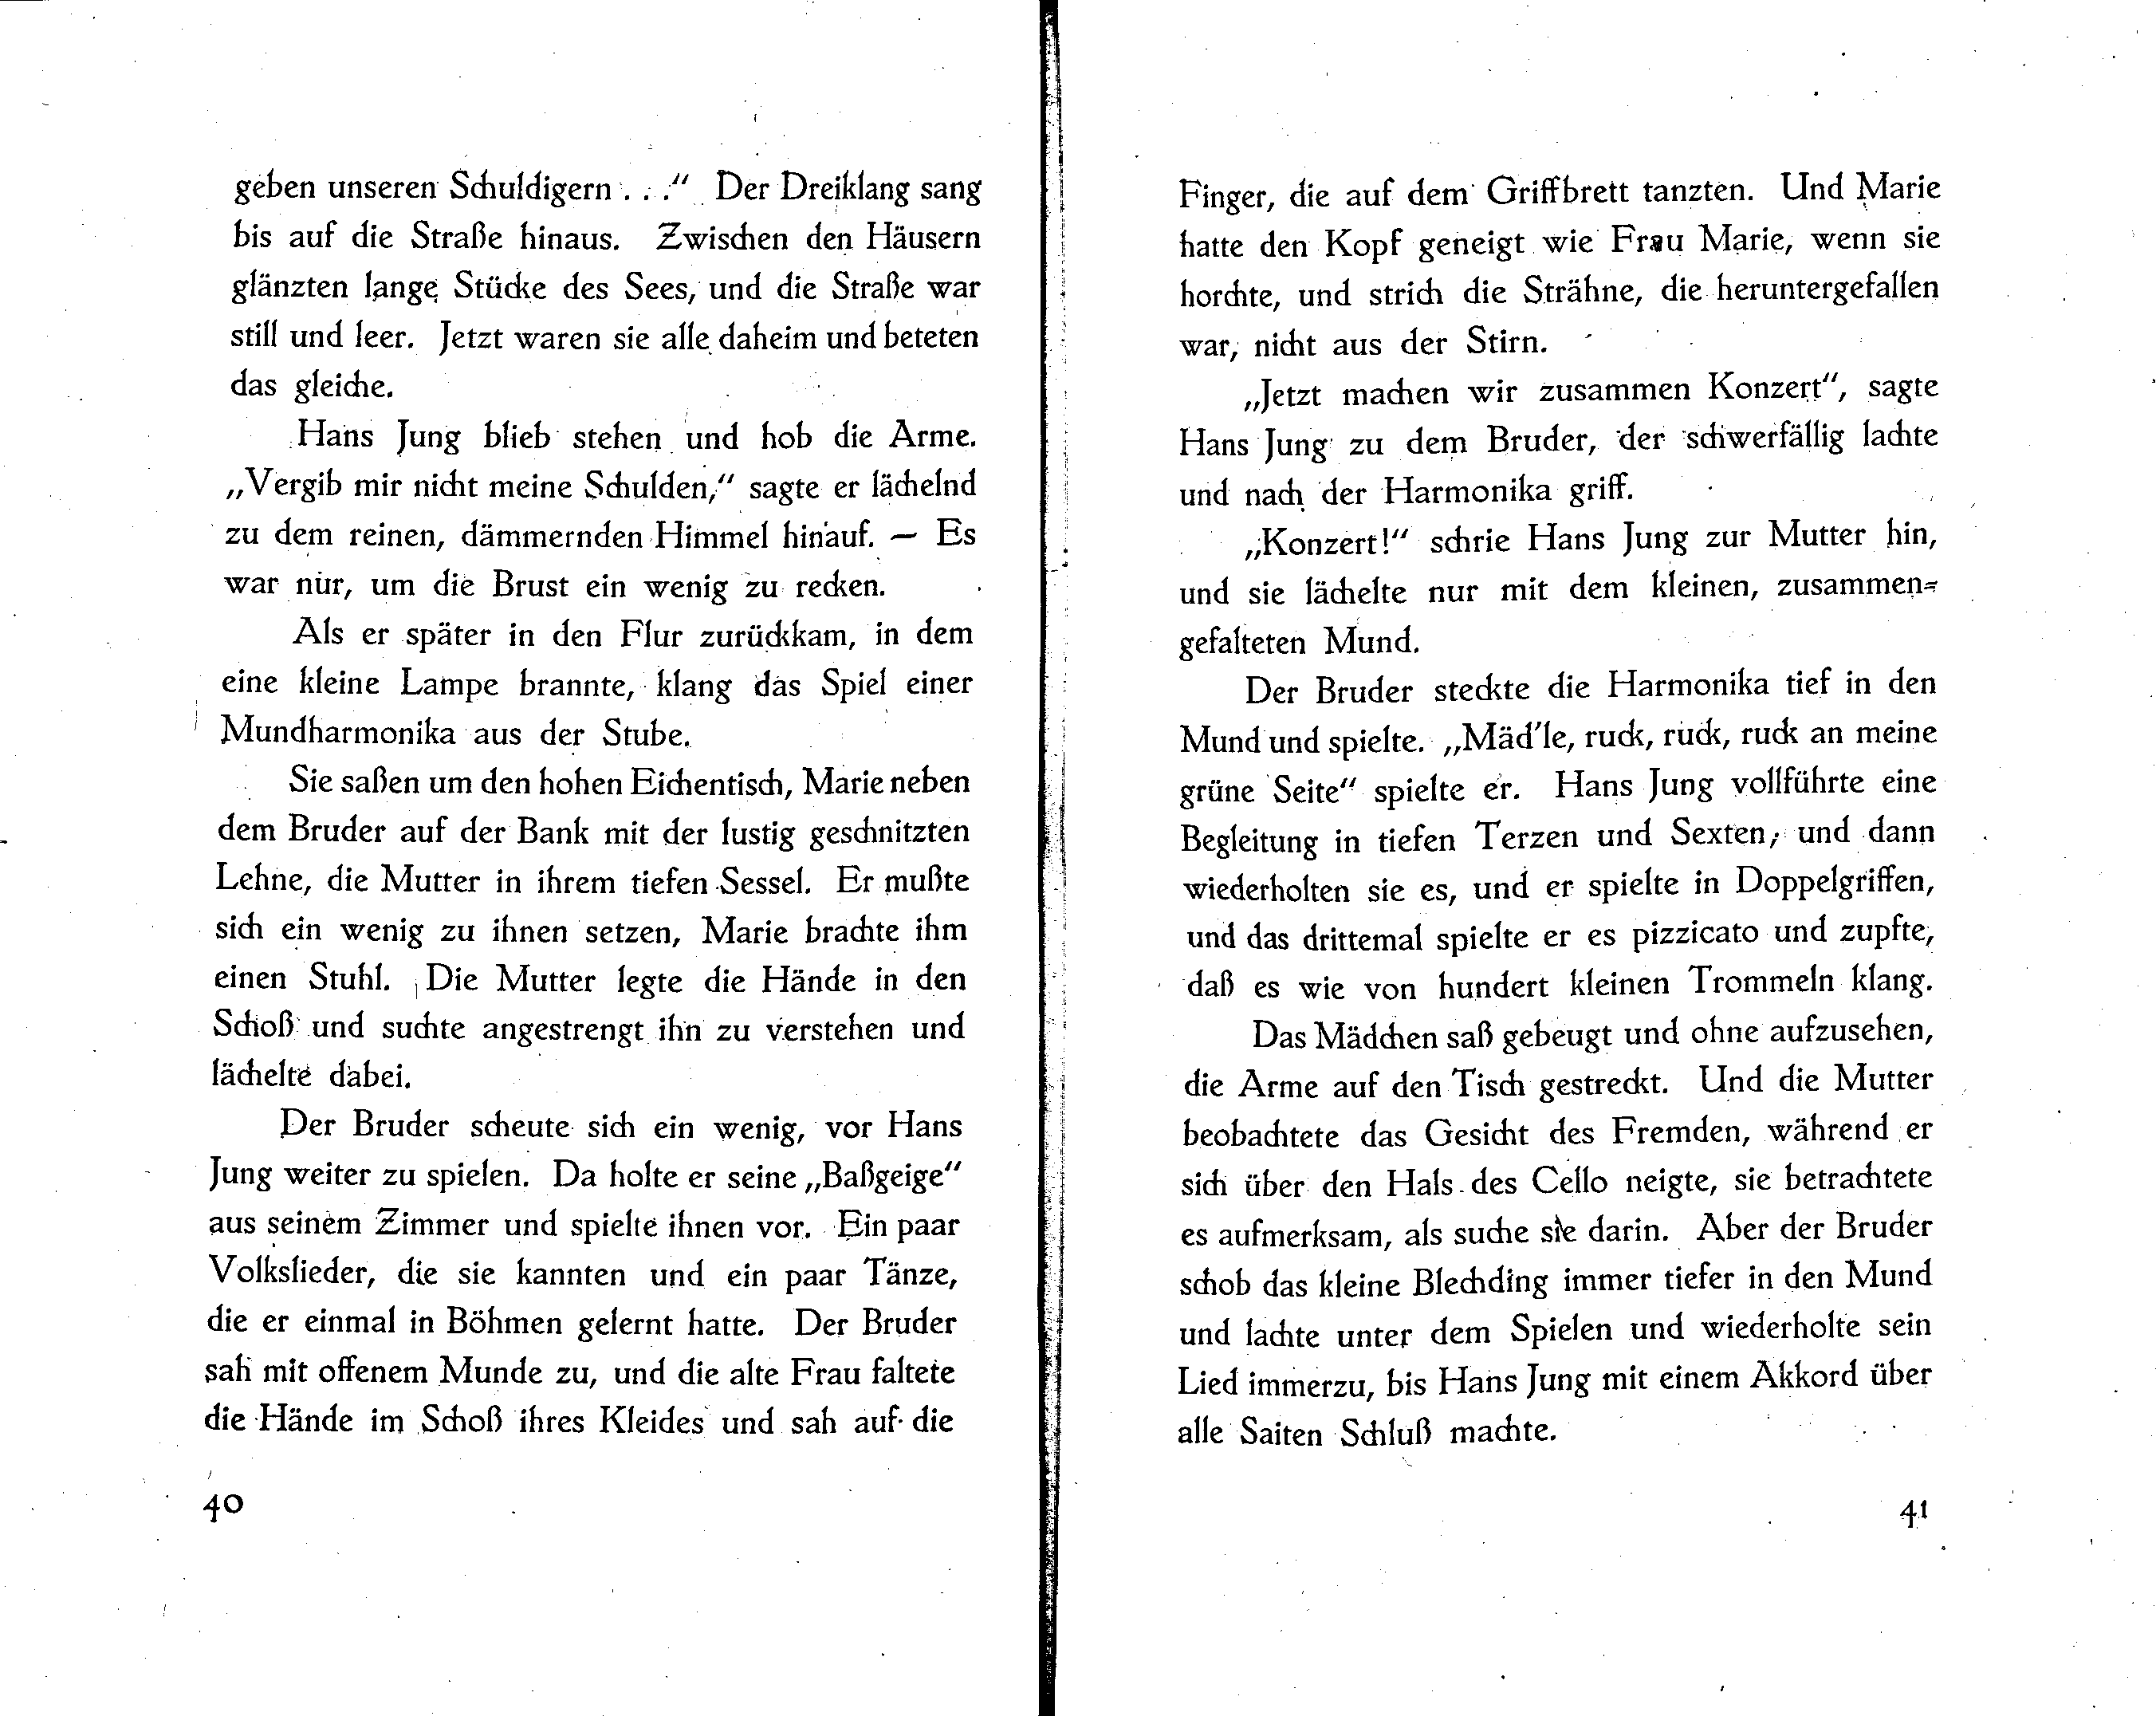 geben unseren Schuldigern . . .“ Der Dreiklang sang
bis auf die Straße hinaus. Zwischen den Häusern
glänzten lange Stücke des Sees, und die Straße war
still und leer. Jetzt waren sie alle daheim und beteten
das gleiche.
Hans Jung blieb stehen und hob die Arme.
„Vergib mir nicht meine Schulden,“ sagte er lächelnd
zu dem reinen, dämmernden Himmel hinauf. — Es
war nur, um die Brust ein wenig zu recken.
Als er später in den Flur zurückkam, in dem
eine kleine Lampe brannte, klang das Spiel einer
Mundharmonika aus der Stube.
Sie saßen um den hohen Eichentisch, Marie neben
dem Bruder auf der Bank mit der lustig geschnitzten
Lehne, die Mutter in ihrem tiefen Sessel. Er mußte
sich ein wenig zu ihnen setzen, Marie brachte ihm
einen Stuhl. Die Mutter legte die Hände in den
Schoß und suchte angestrengt ihn zu verstehen und
lächelte dabei.
Der Bruder scheute sich ein wenig, vor Hans
Jung weiter zu spielen. Da holte er seine „Baßgeige“
aus seinem Zimmer und spielte ihnen vor. Ein paar
Volkslieder, die sie kannten und ein paar Tänze,
die er einmal in Böhmen gelernt hatte. Der Bruder
sah mit offenem Munde zu, und die alte Frau faltete
die Hände im Schoß ihres Kleides und sah auf die
40
Finger, die auf dem Griffbrett tanzten. Und Marie
hatte den Kopf geneigt wie Frau Marie, wenn sie
horchte, und strich die Strähne, die heruntergefallen
war, nicht aus der Stirn.
„Jetzt machen wir zusammen Konzert“, sagte
Hans Jung zu dem Bruder, der schwerfällig lachte
und nach der Harmonika griff.
„Konzert!“ schrie Hans Jung zur Mutter hin,
und sie lächelte nur mit dem kleinen, zusammen-
gefalteten Mund.
Der Bruder steckte die Harmonika tief in den
Mund und spielte. „Mäd'le, ruck, ruck, ruck an meine
grüne Seite“ spielte er. Hans Jung vollführte eine
Begleitung in tiefen Terzen und Sexten, und dann
wiederholten sie es, und er spielte in Doppelgriffen,
und das drittemal spielte er es pizzicato und zupfte,
daß es wie von hundert kleinen Trommeln klang.
Das Mädchen saß gebeugt und ohne aufzusehen,
die Arme auf den Tisch gestreckt. Und die Mutter
beobachtete das Gesicht des Fremden, während er
sich über den Hals des Cello neigte, sie betrachtete
es aufmerksam, als suche sie darin. Aber der Bruder
schob das kleine Blechding immer tiefer in den Mund
und lachte unter dem Spielen und wiederholte sein
Lied immerzu, bis Hans Jung mit einem Akkord über
alle Saiten Schluß machte.
41